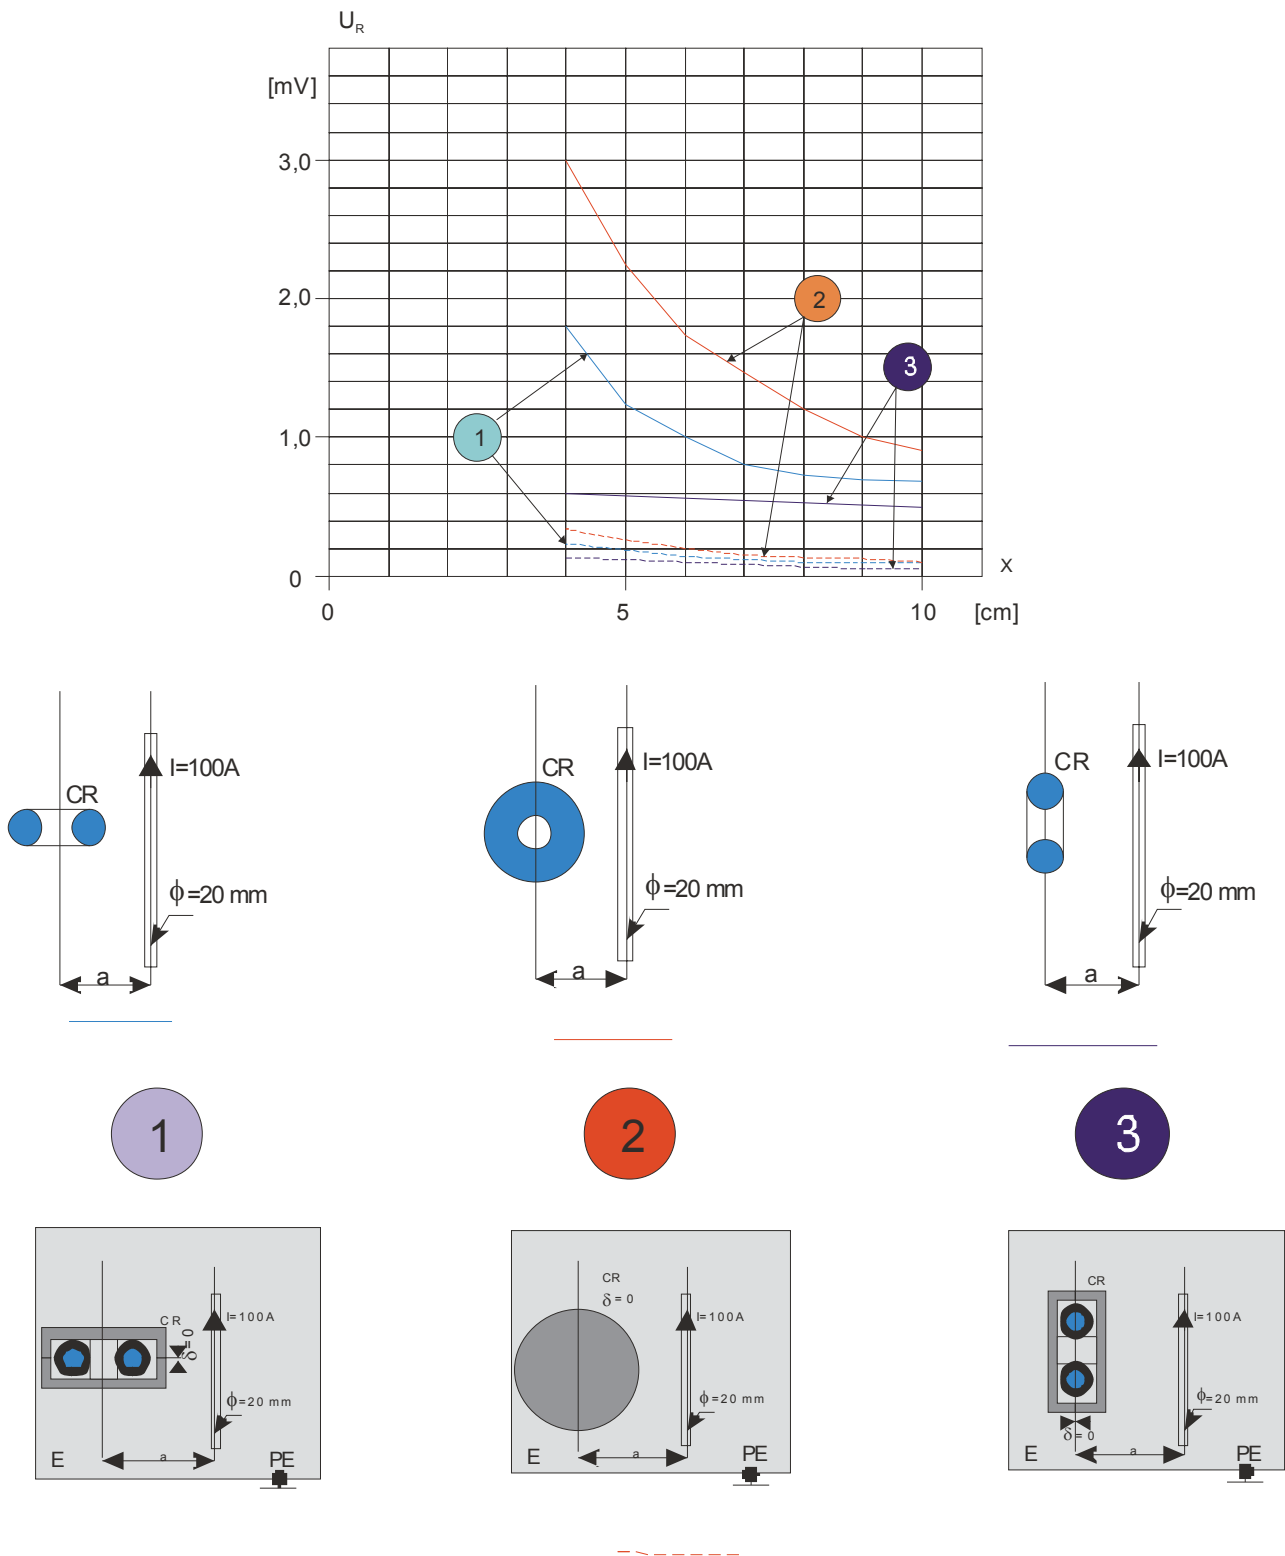 U_R
[mV]
3,0
2,0
2
3
1,0
1
0
X
0 5 10 [cm]
CR I=100A
ϕ=20 mm
a
CR I=100A
ϕ=20 mm
a
CR I=100A
ϕ=20 mm
a
1
2
3
CR I=100A
δ=0
ϕ=20 mm
E a PE
CR
δ=0 I=100A
ϕ=20 mm
E a PE
CR
I=100A
ϕ=20 mm
δ=0
E a PE